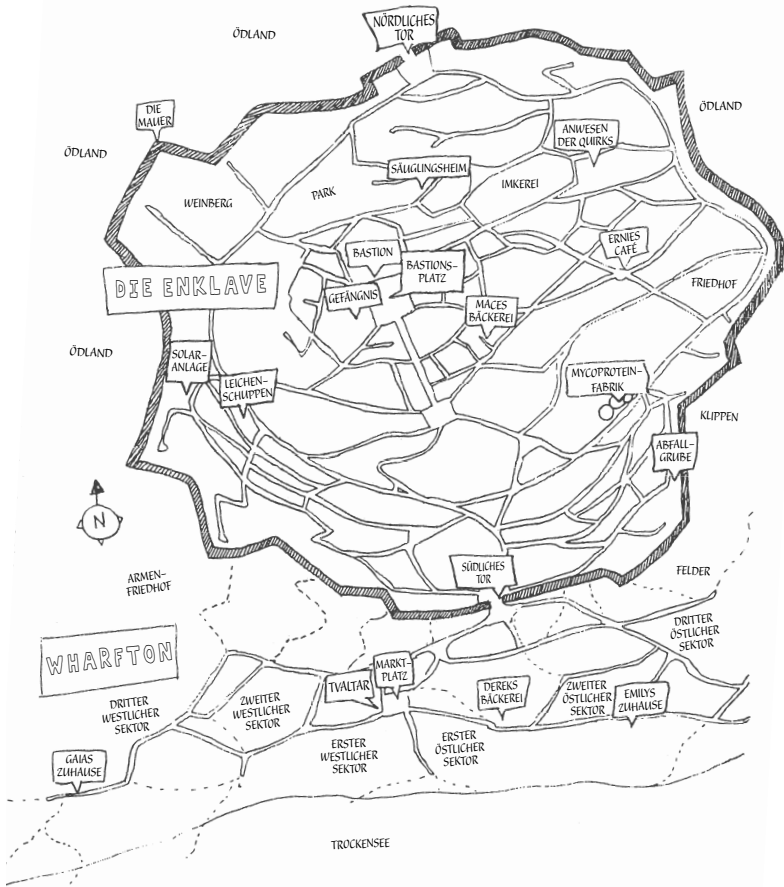 NÖRDLICHES
TOR
ÖDLAND
DIE
MAUER
ÖDLAND
ÖDLAND
ANWESEN
DER QUIRKS
SÄUGLINGSHEIM
IMKEREI
PARK
WEINBERG
ERNIES
CAFÉ
BASTION
BASTIONS-
PLATZ
FRIEDHOF
DIE ENKLAVE
GEFÄNGNIS
MACES
BÄCKEREI
ÖDLAND
SOLAR-
ANLAGE
LEICHEN-
SCHUPPEN
MYCOPROTEIN-
FABRIK
KLIPPEN
ABFALL-
GRUBE
N
SÜDLICHES
TOR
FELDER
ARMEN-
FRIEDHOF
DRITTER
ÖSTLICHER
SEKTOR
WHARFTON
MARKT-
PLATZ
TVALTAR
DEREKS
BÄCKEREI
ZWEITER
ÖSTLICHER
SEKTOR
EMILYS
ZUHAUSE
DRITTER
WESTLICHER
SEKTOR
ZWEITER
WESTLICHER
SEKTOR
ERSTER
WESTLICHER
SEKTOR
ERSTER
ÖSTLICHER
SEKTOR
GAIAS
ZUHAUSE
TROCKENSEE